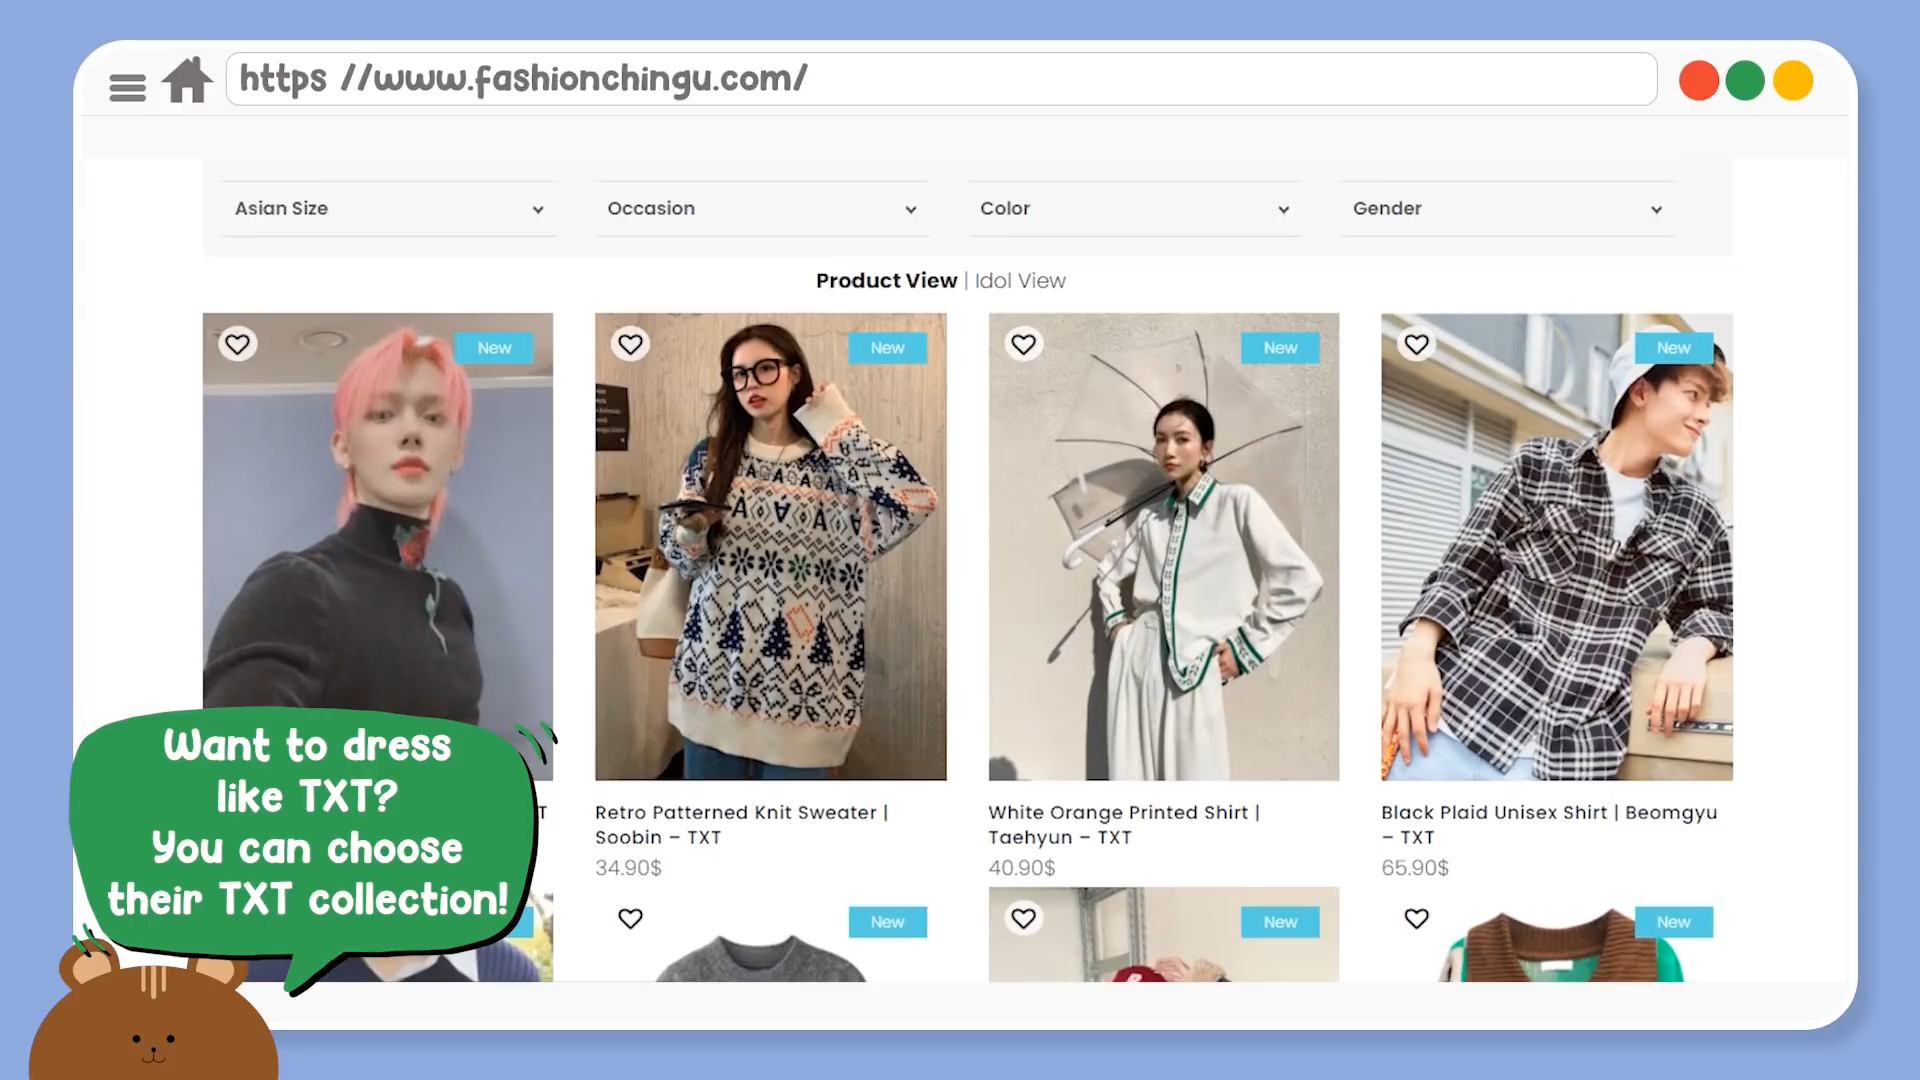 https //www.fashionchingu.com/
Asian Size
Occasion
Color
Gender
Product View | Idol View
New
New
New
New
Retro Patterned Knit Sweater |
Soobin – TXT
34.90$
White Orange Printed Shirt |
Taehyun – TXT
40.90$
Black Plaid Unisex Shirt | Beomgyu
– TXT
65.90$
New
New
New
Want to dress
like TXT?
You can choose
their TXT collection!